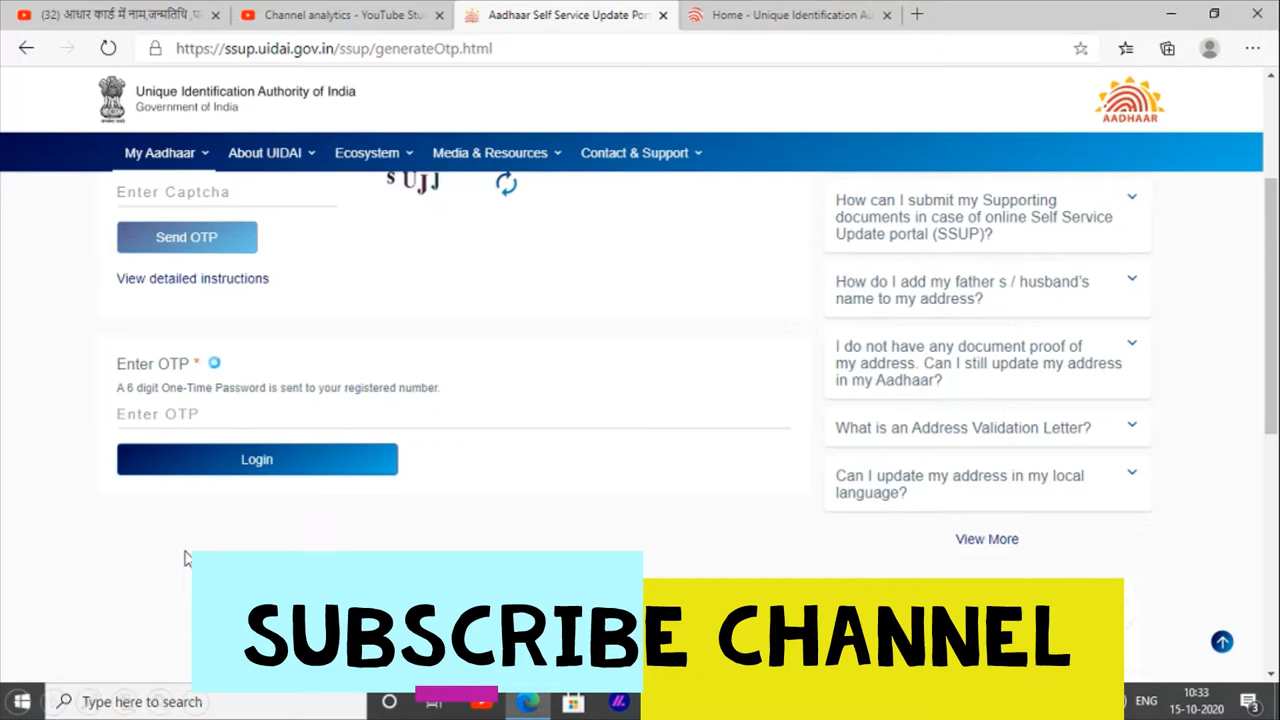 (32) आधार कार्ड में नाम,जन्मतिथि
Channel analytics - YouTube Stu
Aadhaar Self Service Update Por
Home - Unique Identification Au
https://ssup.uidai.gov.in/ssup/generateOtp.html
Unique Identification Authority of India
Government of India
AADHAAR
My Aadhaar
About UIDAI
Ecosystem
Media & Resources
Contact & Support
Enter Captcha
s UJJ
Send OTP
View detailed instructions
Enter OTP *
A 6 digit One-Time Password is sent to your registered number.
Enter OTP
Login
How can I submit my Supporting
documents in case of online Self Service
Update portal (SSUP)?
How do I add my father s / husband's
name to my address?
I do not have any document proof of
my address. Can I still update my address
in my Aadhaar?
What is an Address Validation Letter?
Can I update my address in my local
language?
View More
SUBSCRIBE CHANNEL
Type here to search
ENG
10:33
15-10-2020
3